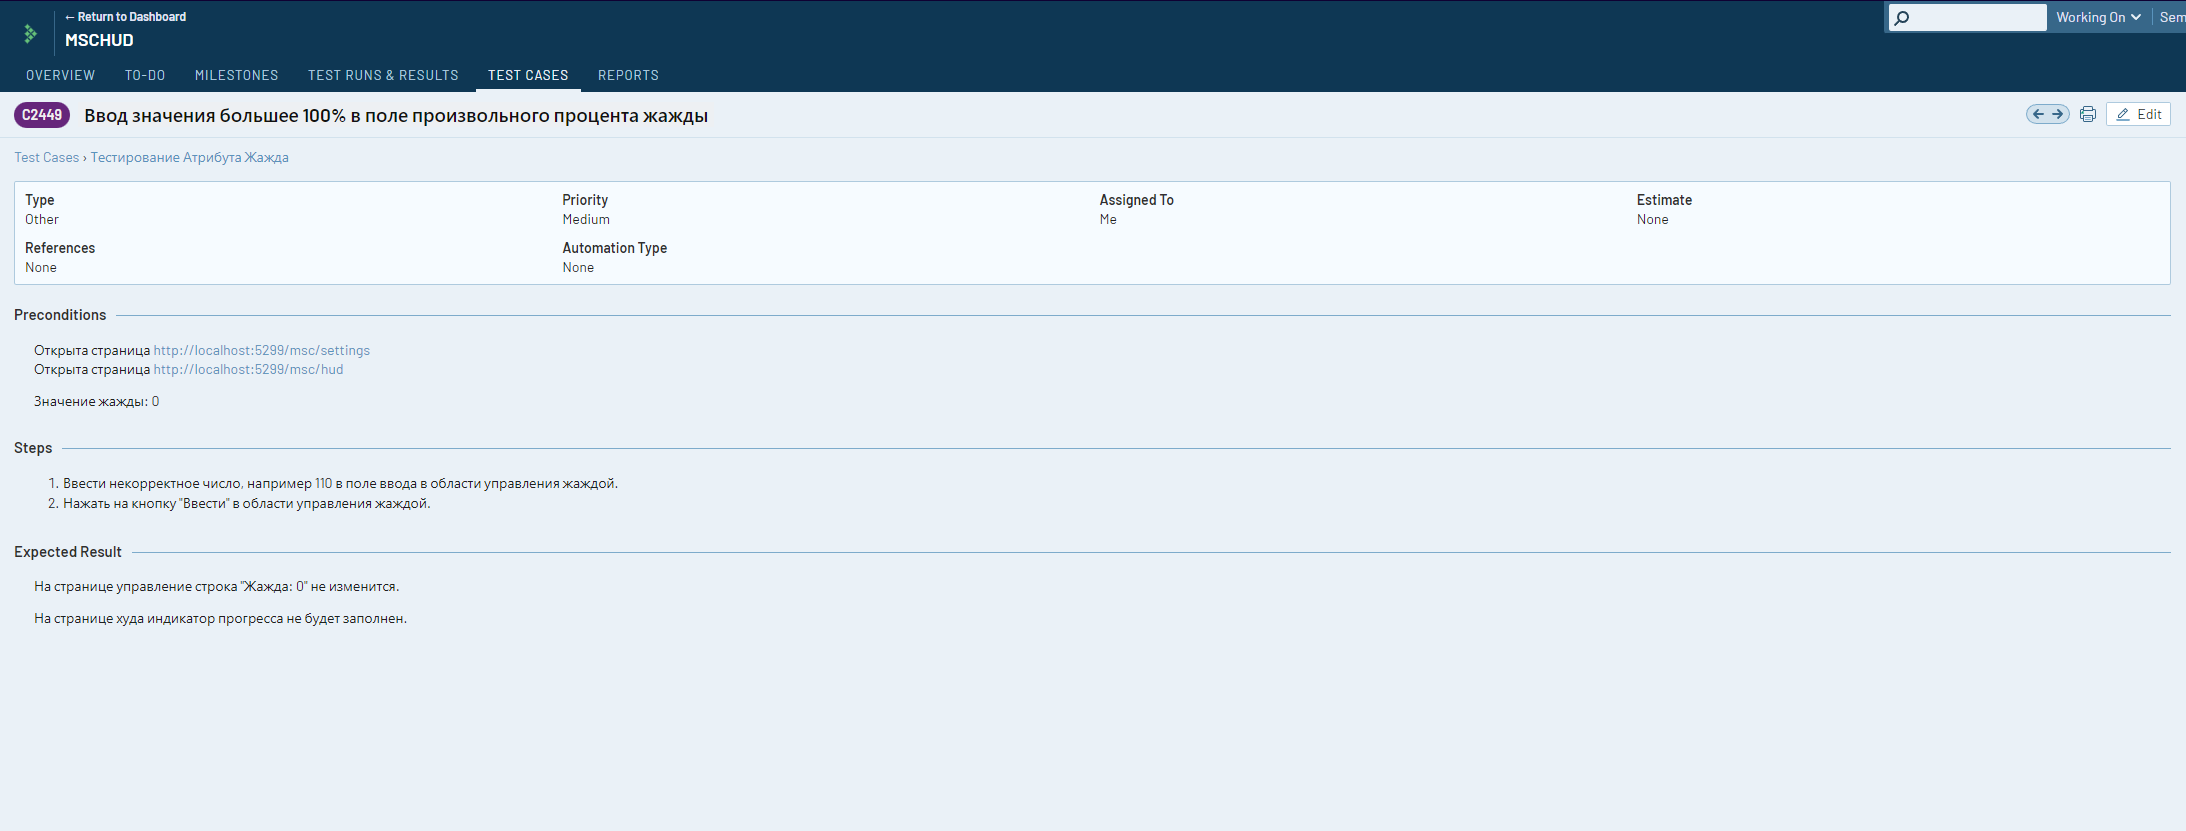 ← Return to Dashboard
MSCHUD
Working On
Sem
OVERVIEW TO-DO MILESTONES TEST RUNS & RESULTS TEST CASES REPORTS
C2449 Ввод значения большее 100% в поле произвольного процента жажды
Edit
Test Cases › Тестирование Атрибута Жажда
Type Priority Assigned To Estimate
Other Medium Me None
References Automation Type
None None
Preconditions
Открыта страница http://localhost:5299/msc/settings
Открыта страница http://localhost:5299/msc/hud
Значение жажды: 0
Steps
1. Ввести некорректное число, например 110 в поле ввода в области управления жаждой.
2. Нажать на кнопку "Ввести" в области управления жаждой.
Expected Result
На странице управление строка "Жажда: 0" не изменится.
На странице худа индикатор прогресса не будет заполнен.